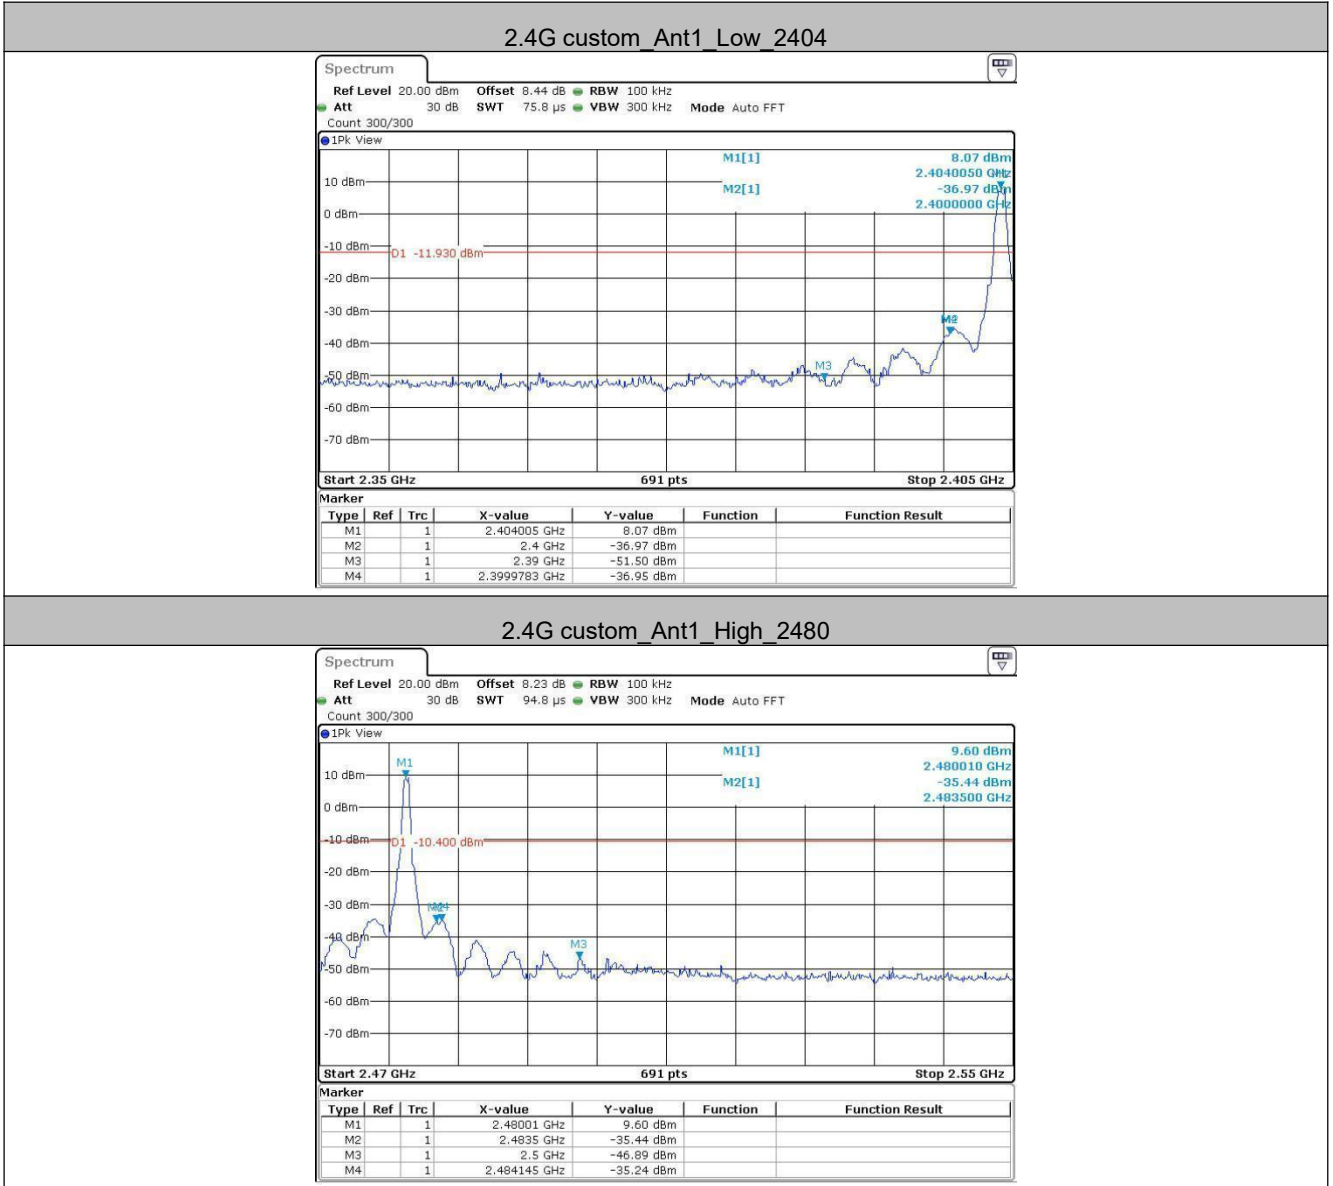 2.4G custom_Ant1_Low_2404
Spectrum
Ref Level 20.00 dBm Offset 8.44 dB RBW 100 kHz
Att 30 dB SWT 75.8 µs VBW 300 kHz Mode Auto FFT
Count 300/300
1Pk View
M1[1] 8.07 dBm
2.4040050 GHz
M2[1] -36.97 dBm
2.4000000 GHz
10 dBm
0 dBm
-10 dBm
D1 -11.930 dBm
-20 dBm
-30 dBm
-40 dBm
M3
-50 dBm
-60 dBm
-70 dBm
Start 2.35 GHz 691 pts Stop 2.405 GHz
Marker
Type Ref Trc X-value Y-value Function Function Result
M1 1 2.404005 GHz 8.07 dBm
M2 1 2.4 GHz -36.97 dBm
M3 1 2.39 GHz -51.50 dBm
M4 1 2.3999783 GHz -36.95 dBm
2.4G custom_Ant1_High_2480
Spectrum
Ref Level 20.00 dBm Offset 8.23 dB RBW 100 kHz
Att 30 dB SWT 94.8 µs VBW 300 kHz Mode Auto FFT
Count 300/300
1Pk View
M1[1] 9.60 dBm
2.480010 GHz
M2[1] -35.44 dBm
2.483500 GHz
M1
10 dBm
0 dBm
-10 dBm
D1 -10.400 dBm
-20 dBm
-30 dBm
-40 dBm
M3
-50 dBm
-60 dBm
-70 dBm
Start 2.47 GHz 691 pts Stop 2.55 GHz
Marker
Type Ref Trc X-value Y-value Function Function Result
M1 1 2.48001 GHz 9.60 dBm
M2 1 2.4835 GHz -35.44 dBm
M3 1 2.5 GHz -46.89 dBm
M4 1 2.484145 GHz -35.24 dBm